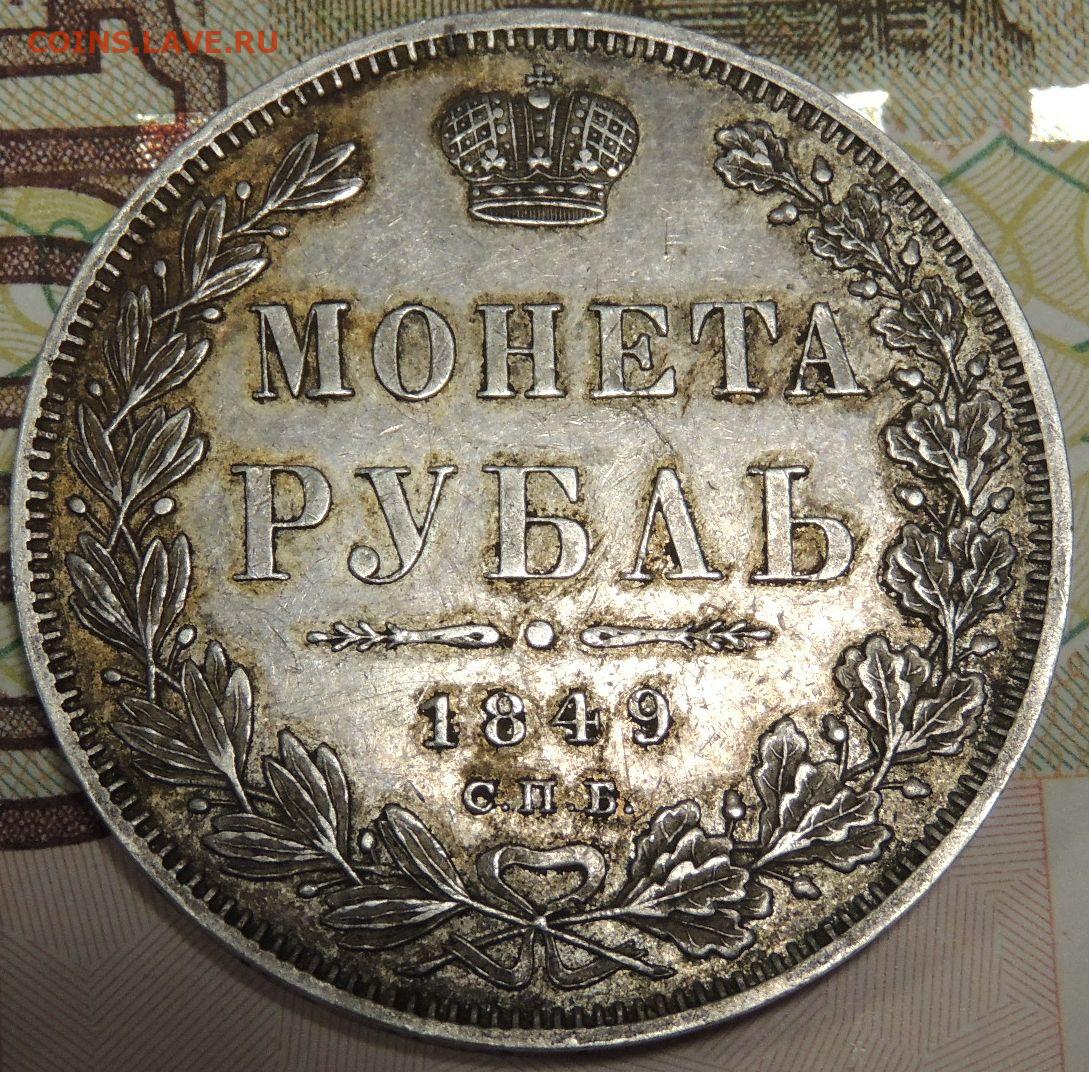 COINS.LAVE.RU
МОНЕТА
РУБЛЬ
1849
С.П.Б.